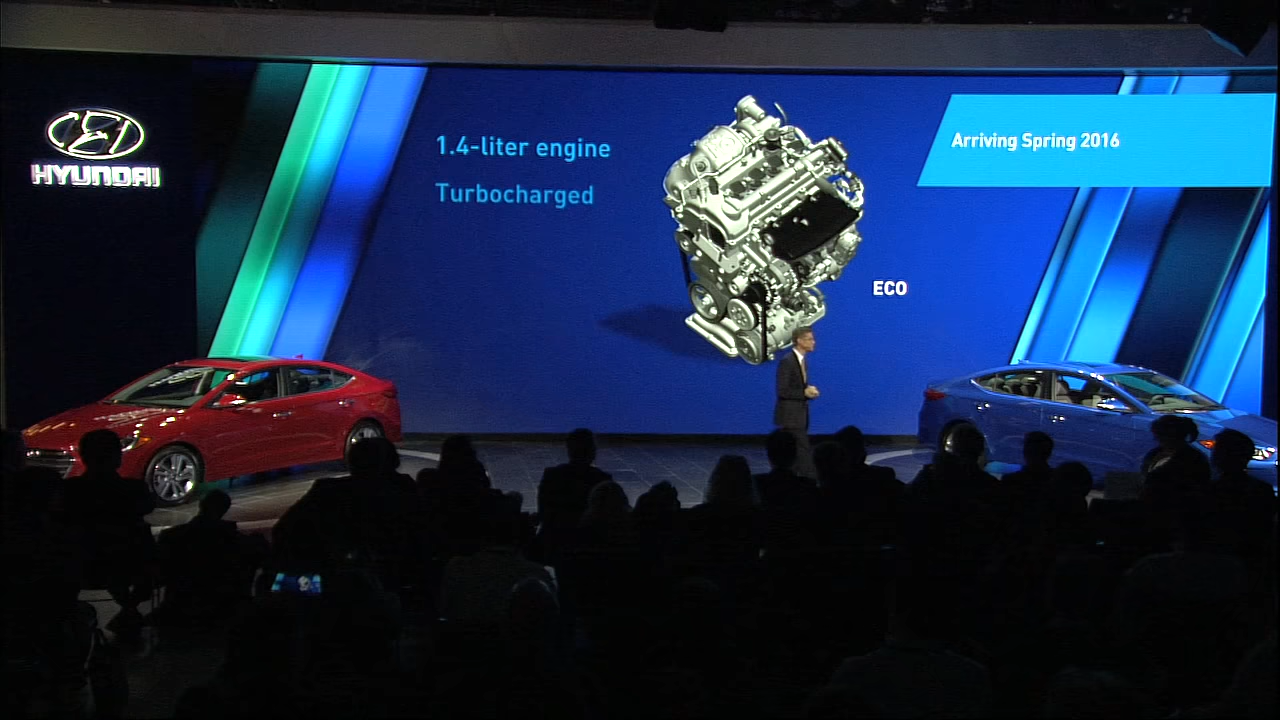 HYUNDAI
1.4-liter engine
Turbocharged
Arriving Spring 2016
ECO